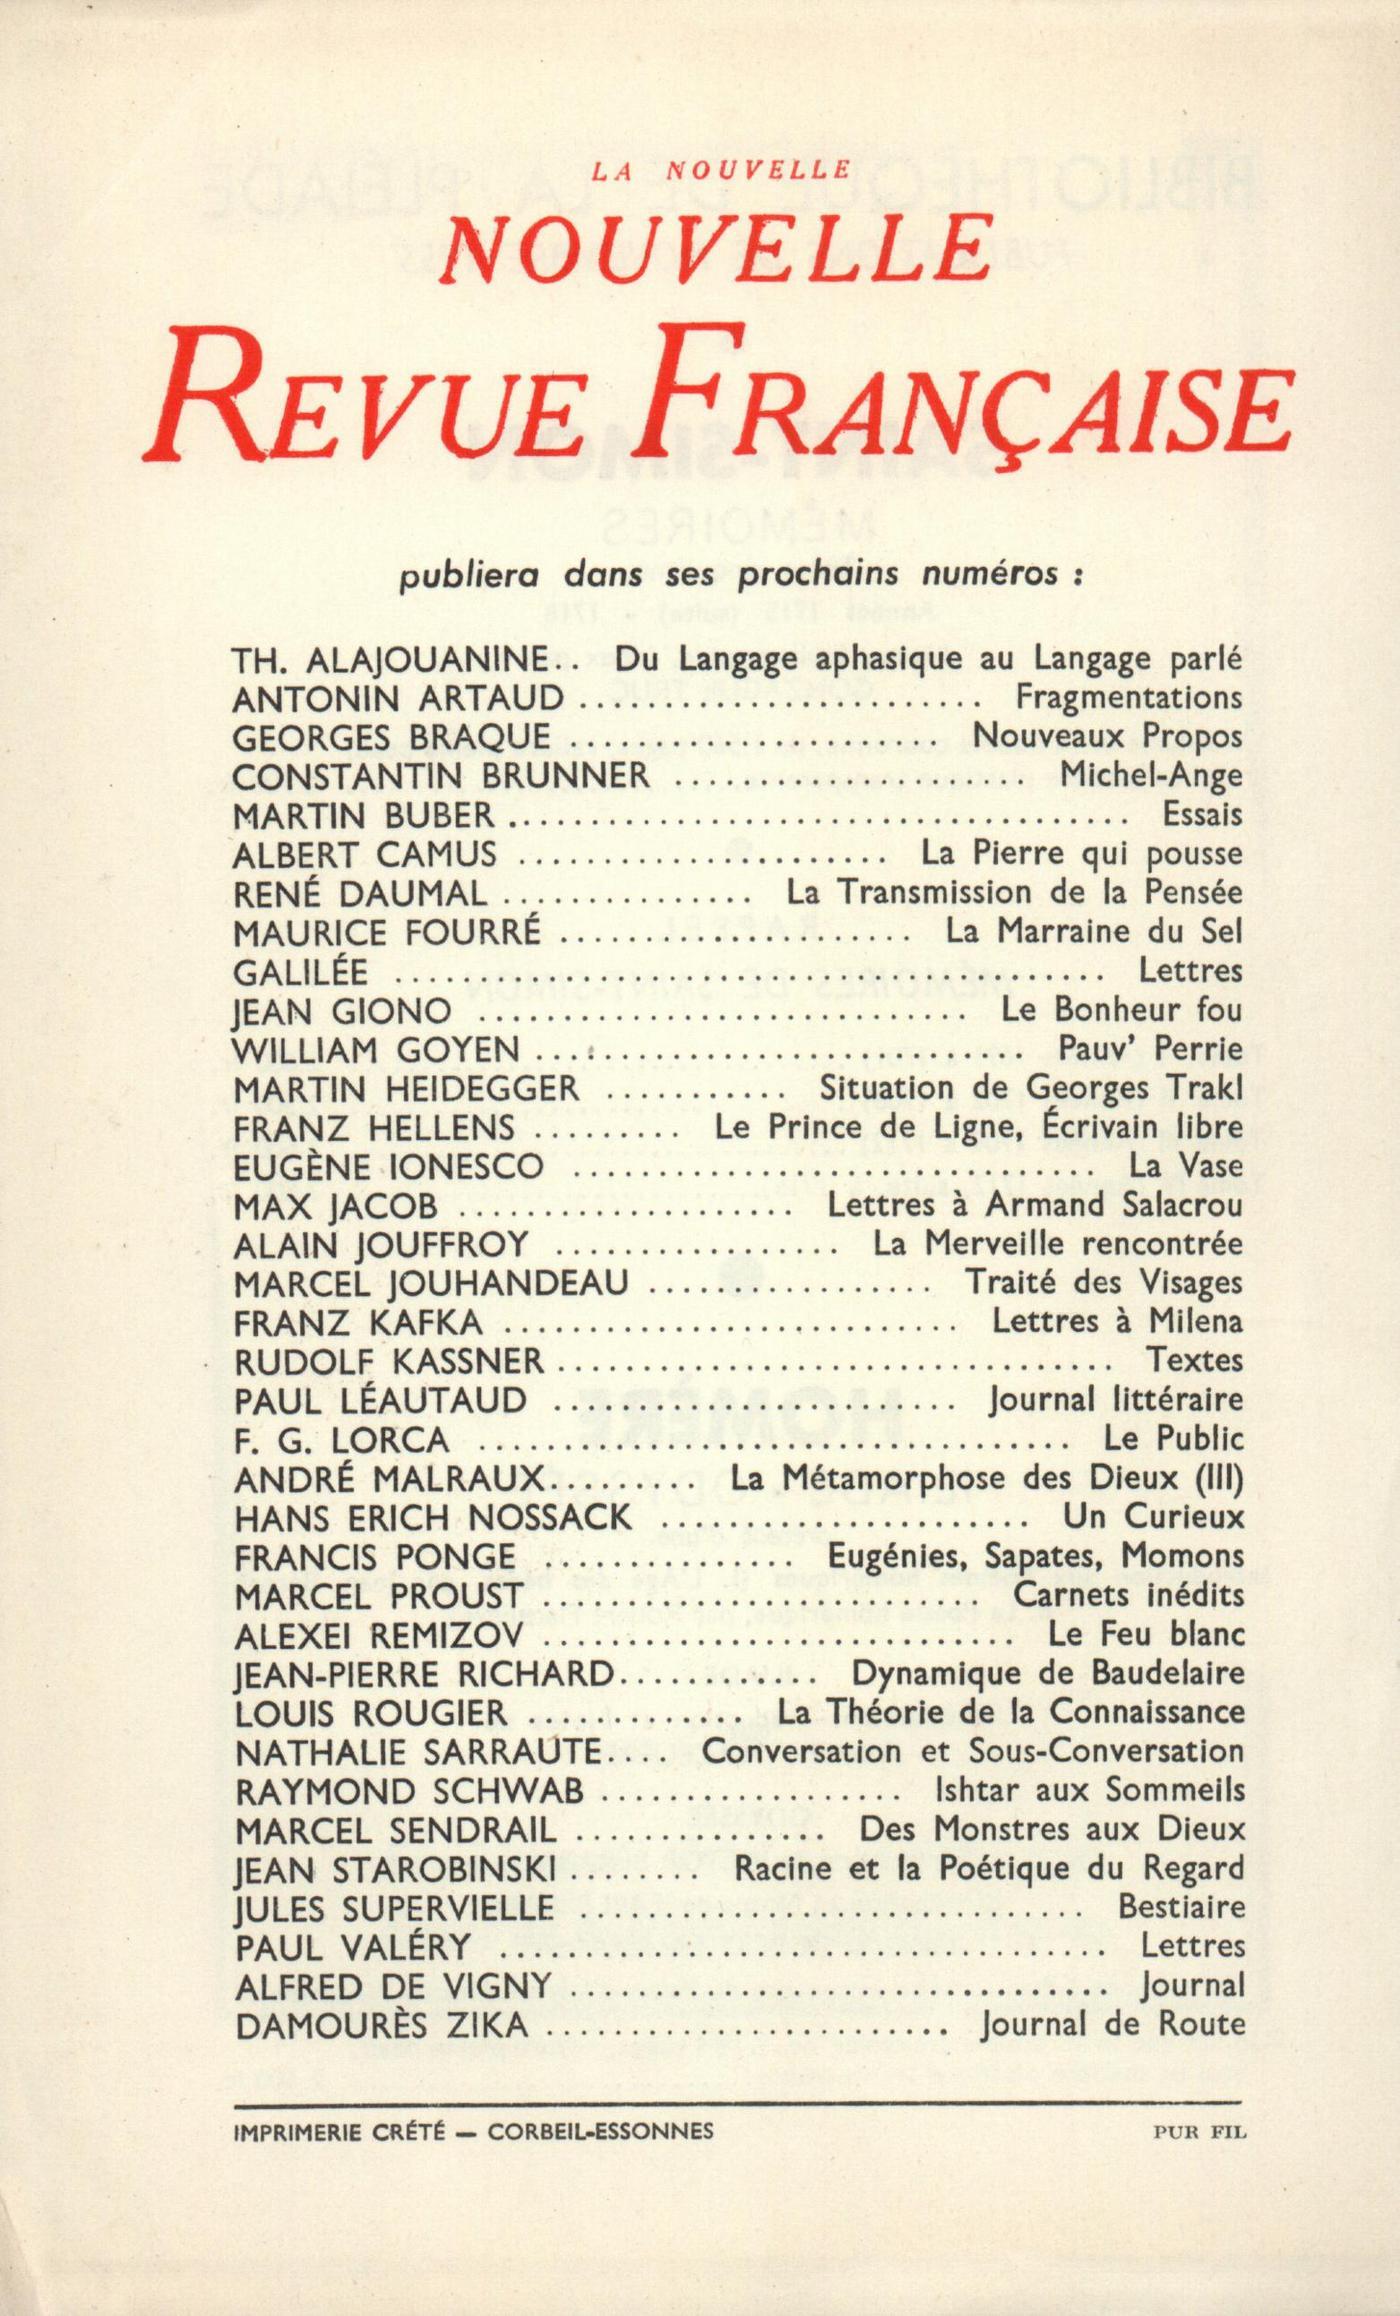 LA NOUVELLE
NOUVELLE
REVUE FRANÇAISE
publiera dans ses prochains numéros :
TH. ALAJOUANINE.. Du Langage aphasique au Langage parlé
ANTONIN ARTAUD ........................ Fragmentations
GEORGES BRAQUE ...................... Nouveaux Propos
CONSTANTIN BRUNNER ..................... Michel-Ange
MARTIN BUBER ..................................... Essais
ALBERT CAMUS ...................... La Pierre qui pousse
RENÉ DAUMAL ............... La Transmission de la Pensée
MAURICE FOURRÉ ..................... La Marraine du Sel
GALILÉE .......................................... Lettres
JEAN GIONO ............................. Le Bonheur fou
WILLIAM GOYEN ............................. Pauv' Perrie
MARTIN HEIDEGGER ........... Situation de Georges Trakl
FRANZ HELLENS ......... Le Prince de Ligne, Écrivain libre
EUGÈNE IONESCO ............................... La Vase
MAX JACOB .................... Lettres à Armand Salacrou
ALAIN JOUFFROY ................. La Merveille rencontrée
MARCEL JOUHANDEAU ................. Traité des Visages
FRANZ KAFKA ........................... Lettres à Milena
RUDOLF KASSNER ................................. Textes
PAUL LÉAUTAUD ........................ Journal littéraire
F. G. LORCA ................................... Le Public
ANDRÉ MALRAUX......... La Métamorphose des Dieux (III)
HANS ERICH NOSSACK ...................... Un Curieux
FRANCIS PONGE ............... Eugénies, Sapates, Momons
MARCEL PROUST .......................... Carnets inédits
ALEXEI REMIZOV ............................ Le Feu blanc
JEAN-PIERRE RICHARD............ Dynamique de Baudelaire
LOUIS ROUGIER ............. La Théorie de la Connaissance
NATHALIE SARRAUTE.... Conversation et Sous-Conversation
RAYMOND SCHWAB .................. Ishtar aux Sommeils
MARCEL SENDRAIL ............... Des Monstres aux Dieux
JEAN STAROBINSKI ........ Racine et la Poétique du Regard
JULES SUPERVIELLE .............................. Bestiaire
PAUL VALÉRY .................................... Lettres
ALFRED DE VIGNY ................................ Journal
DAMOURÈS ZIKA ........................ Journal de Route
IMPRIMERIE CRÉTÉ — CORBEIL-ESSONNES PUR FIL